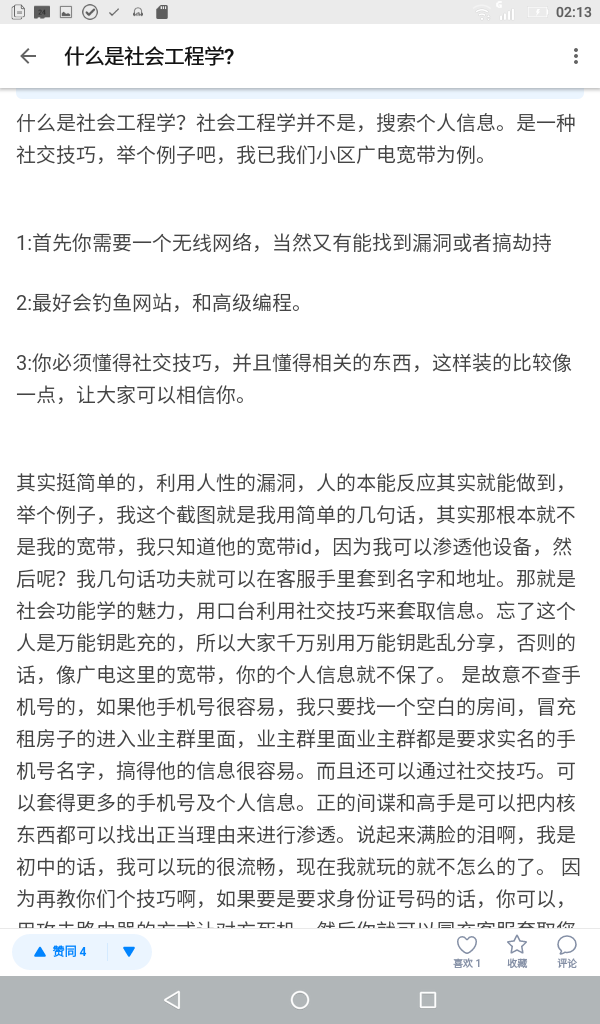 02:13
什么是社会工程学?
什么是社会工程学？社会工程学并不是，搜索个人信息。是一种
社交技巧，举个例子吧，我已我们小区广电宽带为例。
1:首先你需要一个无线网络，当然又有能找到漏洞或者搞劫持
2:最好会钓鱼网站，和高级编程。
3:你必须懂得社交技巧，并且懂得相关的东西，这样装的比较像
一点，让大家可以相信你。
其实挺简单的，利用人性的漏洞，人的本能反应其实就能做到，
举个例子，我这个截图就是我用简单的几句话，其实那根本就不
是我的宽带，我只知道他的宽带id，因为我可以渗透他设备，然
后呢？我几句话功夫就可以在客服手里套到名字和地址。那就是
社会功能学的魅力，用口台利用社交技巧来套取信息。忘了这个
人是万能钥匙充的，所以大家千万别用万能钥匙乱分享，否则的
话，像广电这里的宽带，你的个人信息就不保了。 是故意不查手
机号的，如果他手机号很容易，我只要找一个空白的房间，冒充
租房子的进入业主群里面，业主群里面业主群都是要求实名的手
机号名字，搞得他的信息很容易。而且还可以通过社交技巧。可
以套得更多的手机号及个人信息。正的间谍和高手是可以把内核
东西都可以找出正当理由来进行渗透。说起来满脸的泪啊，我是
初中的话，我可以玩的很流畅，现在我就玩的就不怎么的了。 因
为再教你们个技巧啊，如果要是要求身份证号码的话，你可以，
赞同 4
喜欢 1
收藏
评论